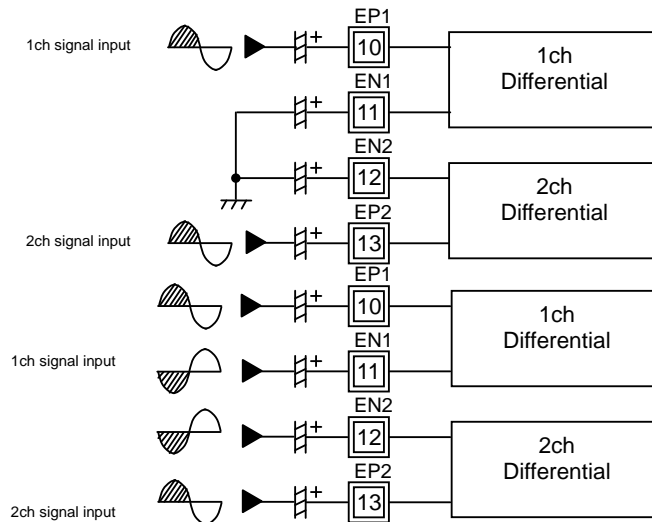 EP1
1ch signal input
+
10
1ch
Differential
EN1
+
11
EN2
+
12
2ch
Differential
EP2
2ch signal input
+
13
EP1
+
10
1ch
Differential
1ch signal input
EN1
+
11
EN2
+
12
2ch
Differential
EP2
2ch signal input
+
13